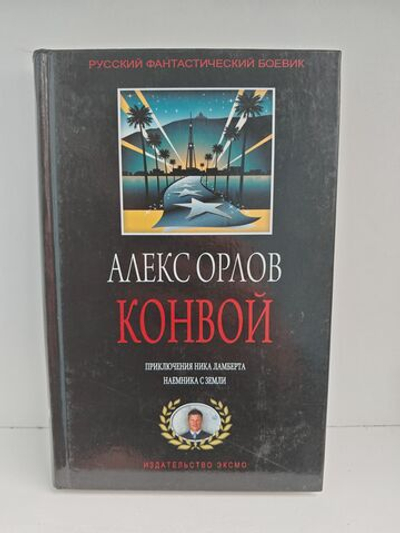 РУССКИЙ ФАНТАСТИЧЕСКИЙ БОЕВИК
АЛЕКС ОРЛОВ
КОНВОЙ
ПРИКЛЮЧЕНИЯ НИКА ЛАМБЕРТА
НАЕМНИКА С ЗЕМЛИ
ИЗДАТЕЛЬСТВО ЭКСМО